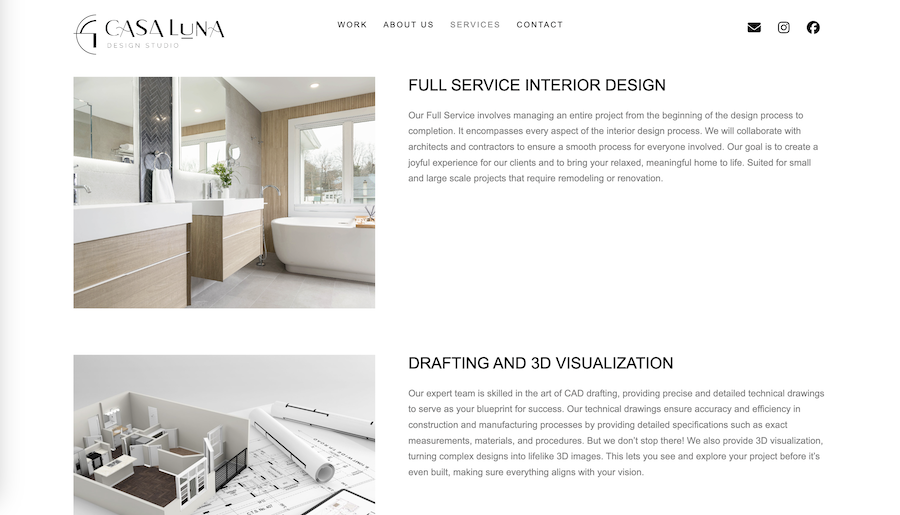 CASA LUNA
DESIGN STUDIO
WORK ABOUT US SERVICES CONTACT
FULL SERVICE INTERIOR DESIGN
Our Full Service involves managing an entire project from the beginning of the design process to
completion. It encompasses every aspect of the interior design process. We will collaborate with
architects and contractors to ensure a smooth process for everyone involved. Our goal is to create a
joyful experience for our clients and to bring your relaxed, meaningful home to life. Suited for small
and large scale projects that require remodeling or renovation.
DRAFTING AND 3D VISUALIZATION
Our expert team is skilled in the art of CAD drafting, providing precise and detailed technical drawings
to serve as your blueprint for success. Our technical drawings ensure accuracy and efficiency in
construction and manufacturing processes by providing detailed specifications such as exact
measurements, materials, and procedures. But we don’t stop there! We also provide 3D visualization,
turning complex designs into lifelike 3D images. This lets you see and explore your project before it’s
even built, making sure everything aligns with your vision.